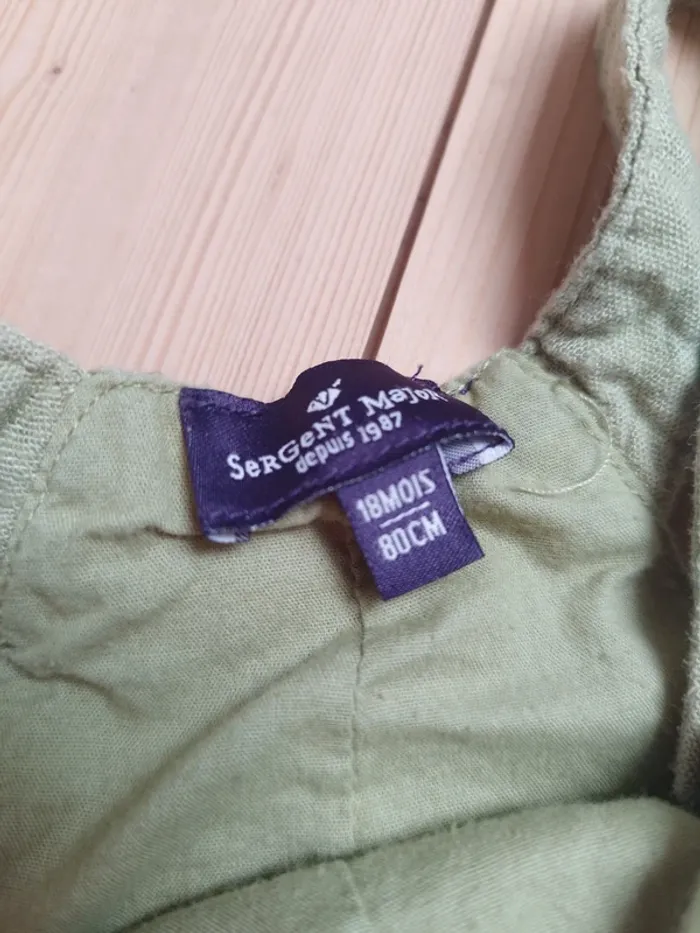 SeRGeNT MaJoR
depuis 1987
18MOIS
80CM